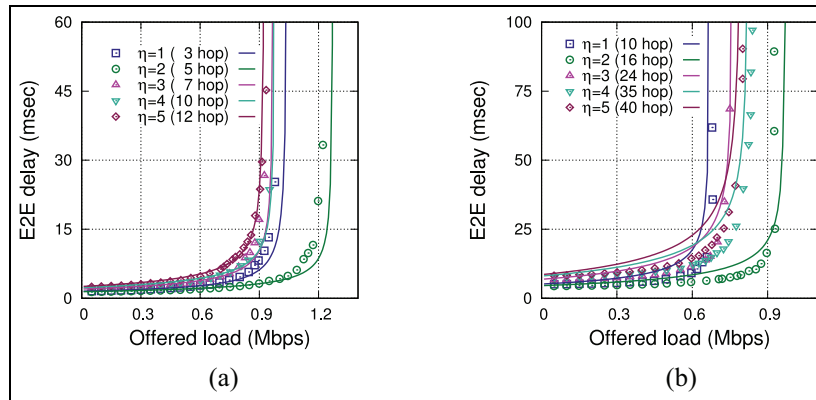 60
45
30
15
0
E2E delay (msec)
η=1 ( 3 hop)
η=2 ( 5 hop)
η=3 ( 7 hop)
η=4 (10 hop)
η=5 (12 hop)
0 0.3 0.6 0.9 1.2
Offered load (Mbps)
(a)
100
75
50
25
0
E2E delay (msec)
η=1 (10 hop)
η=2 (16 hop)
η=3 (24 hop)
η=4 (35 hop)
η=5 (40 hop)
0 0.3 0.6 0.9
Offered load (Mbps)
(b)